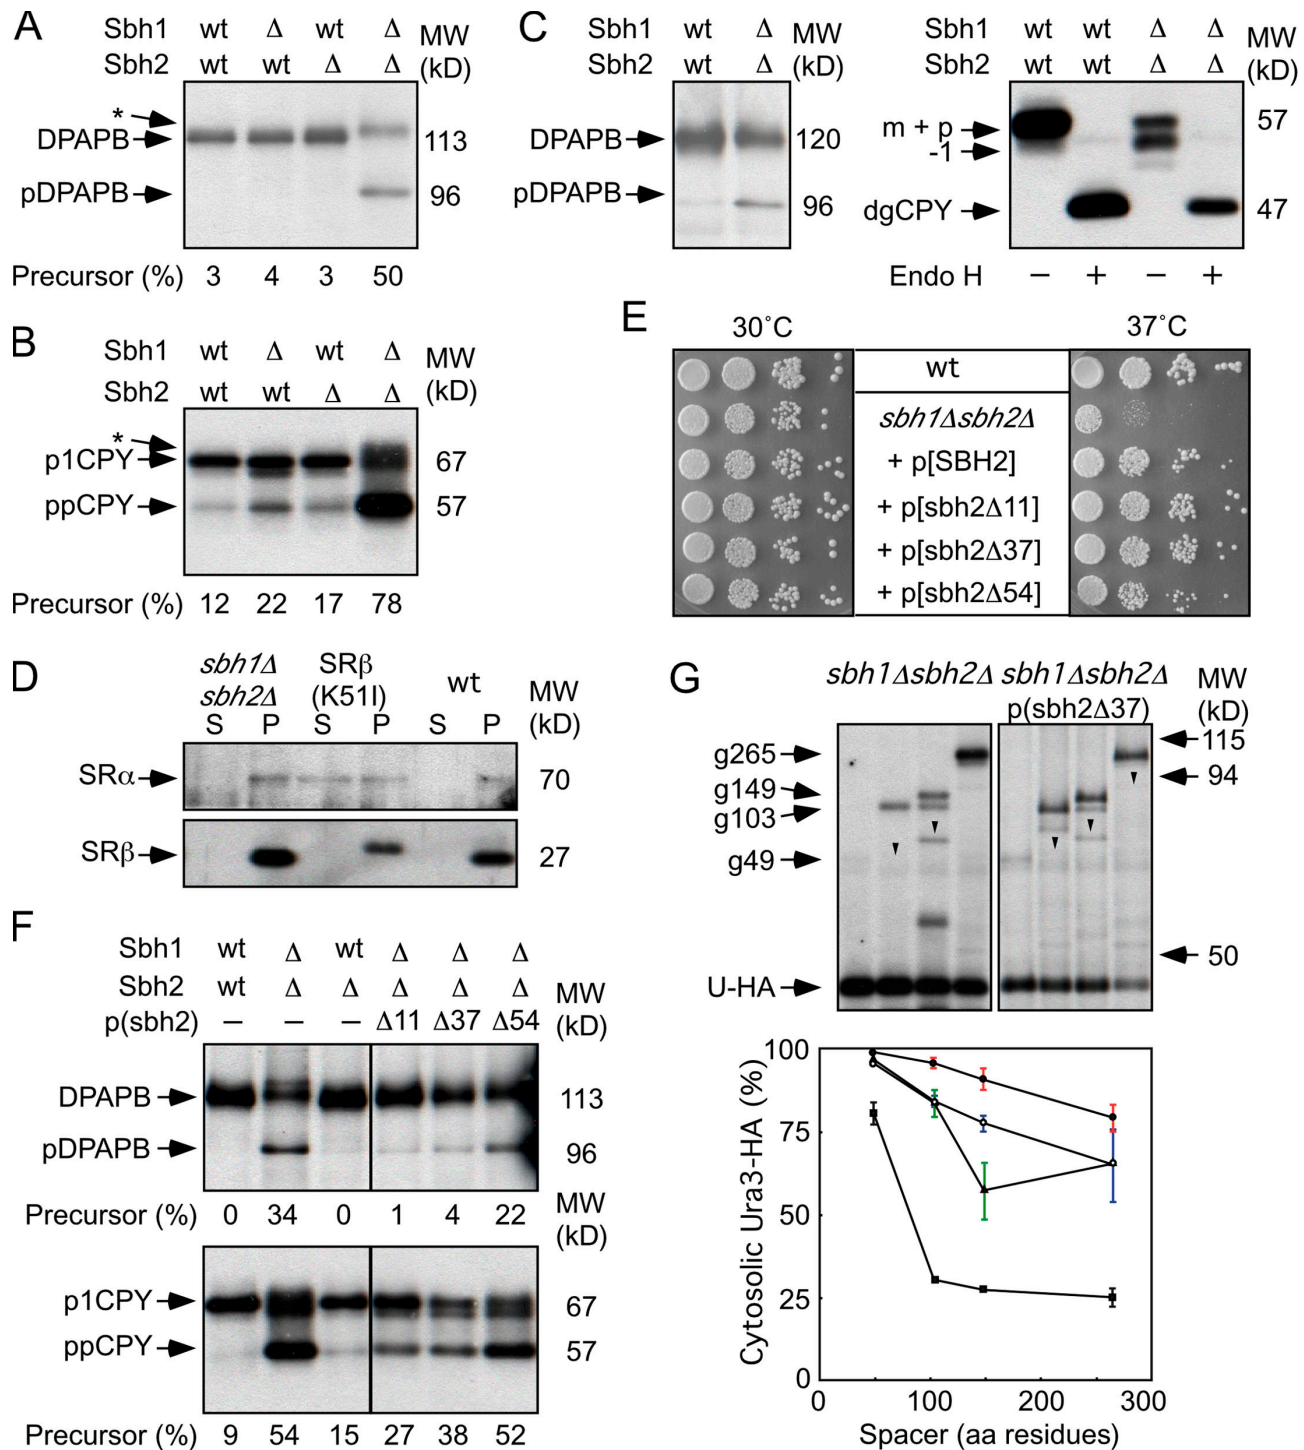 A
Sbh1 wt Δ wt Δ MW
Sbh2 wt wt Δ Δ (kD)
*
DPAPB 113
pDPAPB 96
Precursor (%) 3 4 3 50
B
Sbh1 wt Δ wt Δ MW
Sbh2 wt wt Δ Δ (kD)
*
p1CPY 67
ppCPY 57
Precursor (%) 12 22 17 78
C
Sbh1 wt Δ MW
Sbh2 wt Δ (kD)
DPAPB 120
pDPAPB 96
Sbh1 wt wt Δ Δ MW
Sbh2 wt wt Δ Δ (kD)
m + p 57
-1
dgCPY 47
Endo H − + − +
D
sbh1Δ SRβ
sbh2Δ (K51I) wt MW
S P S P S P (kD)
SRα 70
SRβ 27
E
30˚C 37˚C
wt
sbh1Δsbh2Δ
+ p[SBH2]
+ p[sbh2Δ11]
+ p[sbh2Δ37]
+ p[sbh2Δ54]
F
Sbh1 wt Δ wt Δ Δ Δ
Sbh2 wt Δ Δ Δ Δ Δ MW
p(sbh2) − − − Δ11 Δ37 Δ54 (kD)
DPAPB 113
pDPAPB 96
Precursor (%) 0 34 0 1 4 22 MW
(kD)
p1CPY 67
ppCPY 57
Precursor (%) 9 54 15 27 38 52
G
sbh1Δsbh2Δ sbh1Δsbh2Δ MW
p(sbh2Δ37) (kD)
g265 115
94
g149
g103
g49
50
U-HA
Cytosolic Ura3-HA (%)
100
75
50
25
0
0 100 200 300
Spacer (aa residues)